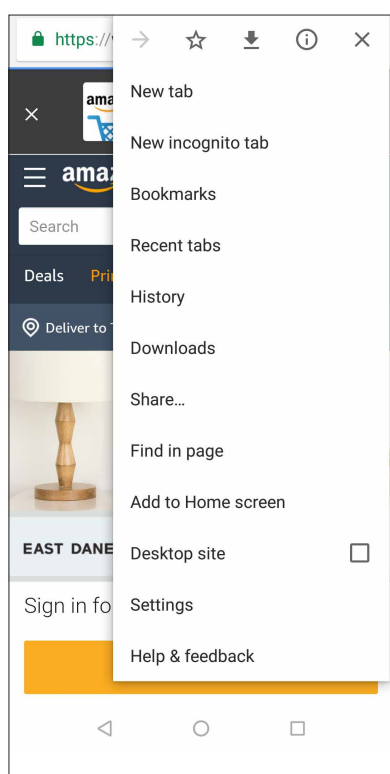 https://
New tab
ama
New incognito tab
Bookmarks
Search
Recent tabs
Deals
History
Deliver to
Downloads
Share...
Find in page
Add to Home screen
EAST DANE
Desktop site
Sign in fo
Settings
Help & feedback